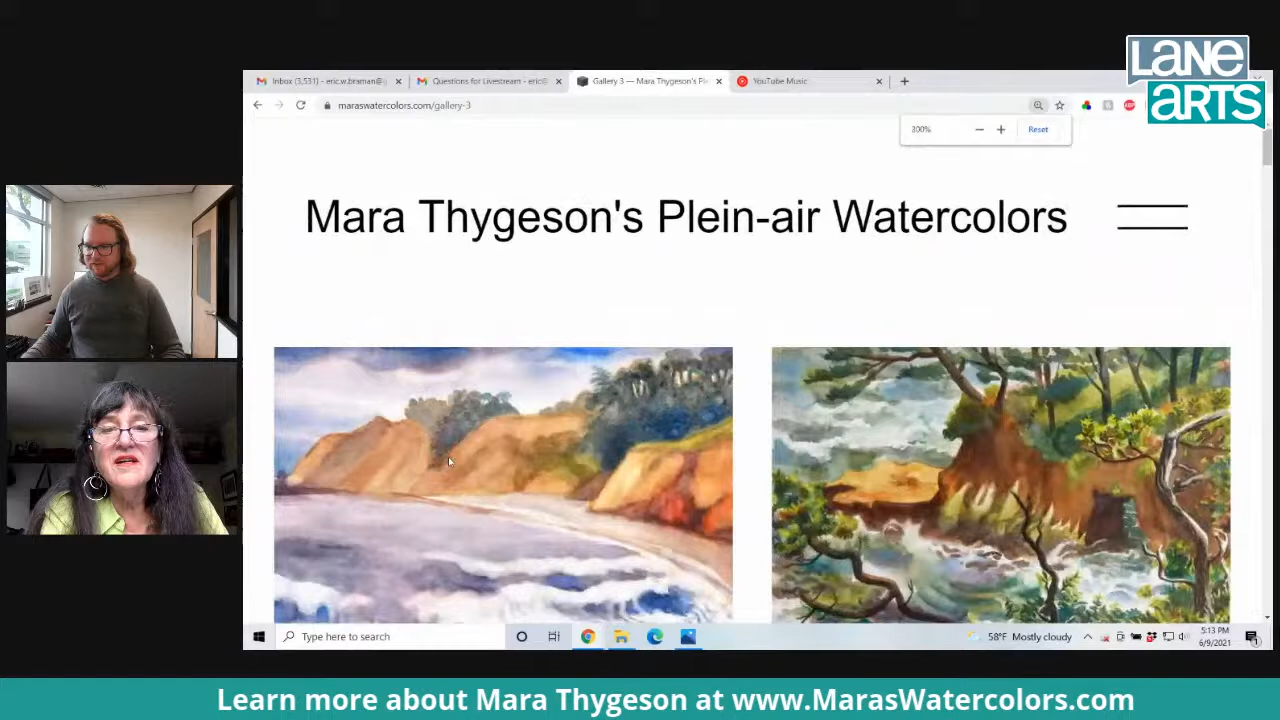 LANE
ARTS
Inbox (3,531) - eric.w.braman@
Questions for Livestream - eric@
Gallery 3 — Mara Thygeson's Ple
YouTube Music
maraswatercolors.com/gallery-3
300%
Reset
Mara Thygeson's Plein-air Watercolors
Type here to search
58°F Mostly cloudy
5:13 PM
6/9/2021
Learn more about Mara Thygeson at www.MarasWatercolors.com